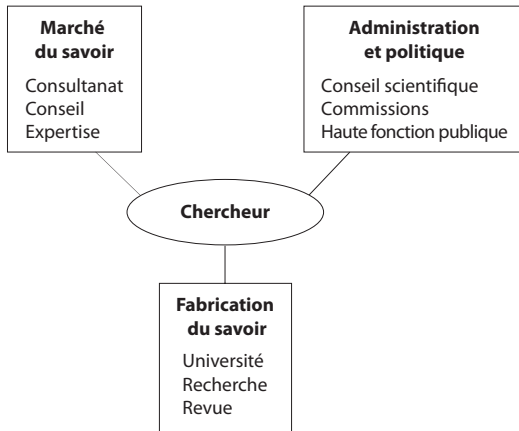 Marché
du savoir
Consultanat
Conseil
Expertise
Administration
et politique
Conseil scientifique
Commissions
Haute fonction publique
Chercheur
Fabrication
du savoir
Université
Recherche
Revue